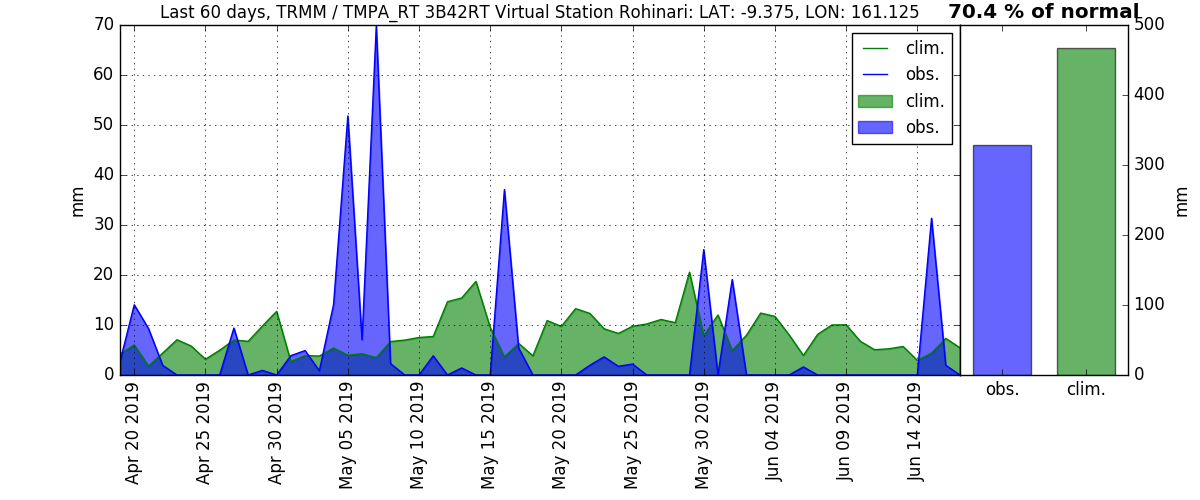 Last 60 days, TRMM / TMPA_RT 3B42RT Virtual Station Rohinari: LAT: -9.375, LON: 161.125
70.4 % of normal
70
60
50
40
30
20
10
0
mm
clim.
obs.
clim.
obs.
500
400
300
200
100
0
mm
obs.
clim.
Apr 20 2019
Apr 25 2019
Apr 30 2019
May 05 2019
May 10 2019
May 15 2019
May 20 2019
May 25 2019
May 30 2019
Jun 04 2019
Jun 09 2019
Jun 14 2019